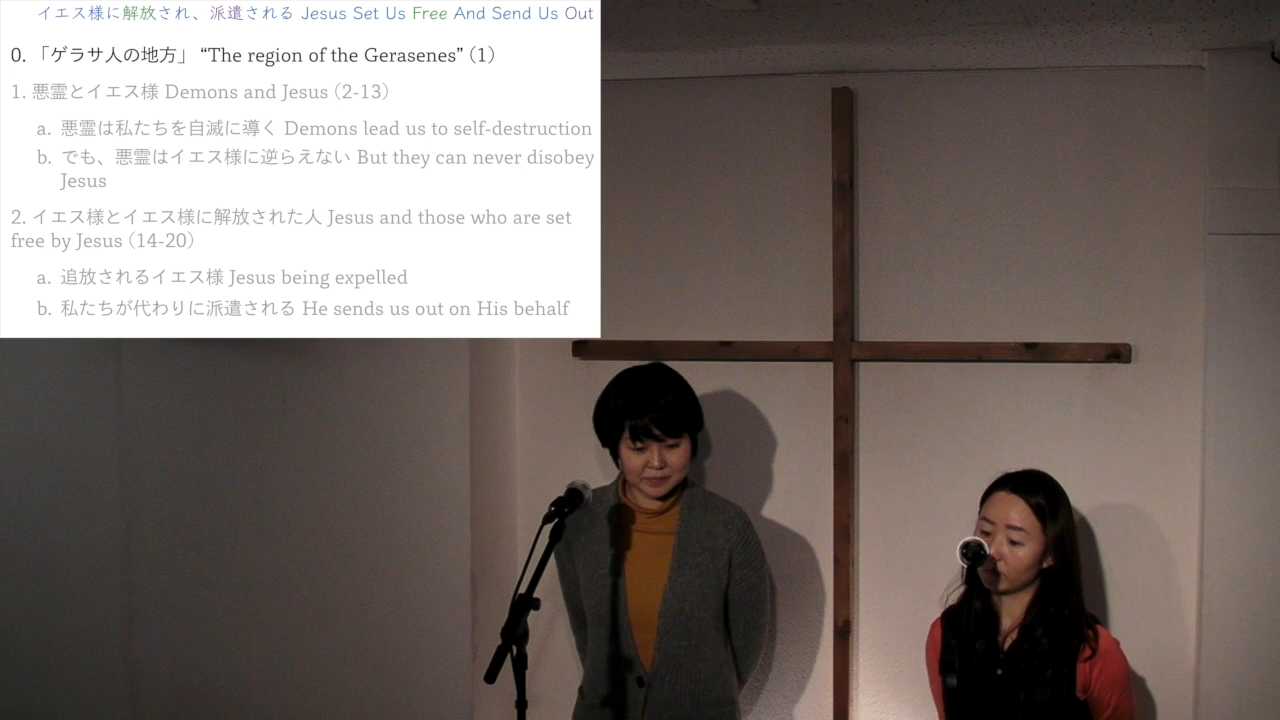 イエス様に解放され、派遣される Jesus Set Us Free And Send Us Out
0. 「ゲラサ人の地方」 “The region of the Gerasenes” (1)
1. 悪霊とイエス様 Demons and Jesus (2-13)
a. 悪霊は私たちを自滅に導く Demons lead us to self-destruction
b. でも、悪霊はイエス様に逆らえない But they can never disobey
Jesus
2. イエス様とイエス様に解放された人 Jesus and those who are set
free by Jesus (14-20)
a. 追放されるイエス様 Jesus being expelled
b. 私たちが代わりに派遣される He sends us out on His behalf